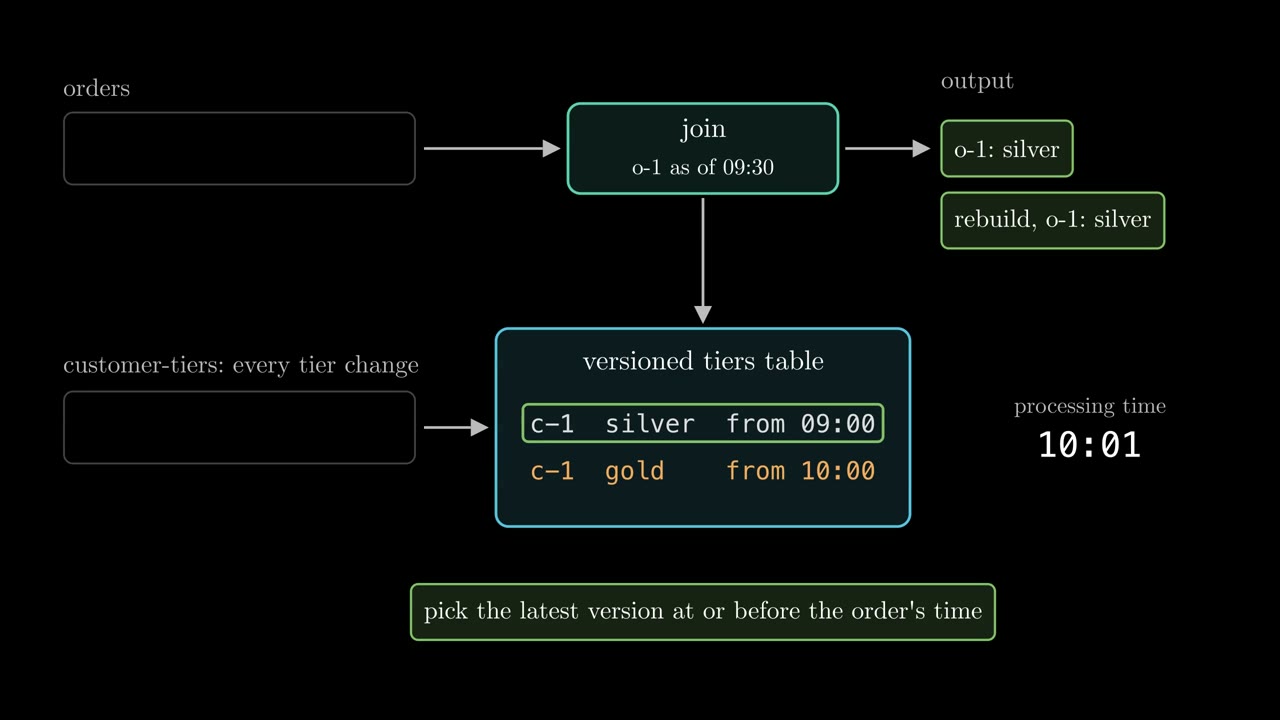 orders
join
o-1 as of 09:30
output
o-1: silver
rebuild, o-1: silver
customer-tiers: every tier change
versioned tiers table
c-1 silver from 09:00
c-1 gold from 10:00
processing time
10:01
pick the latest version at or before the order's time